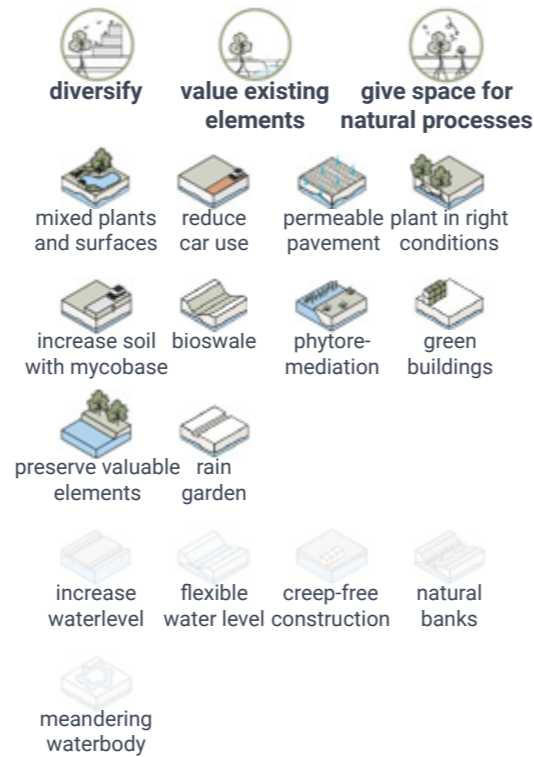 diversify
value existing
elements
give space for
natural processes
mixed plants
and surfaces
reduce
car use
permeable
pavement
plant in right
conditions
increase soil
with mycobase
bioswale
phytore-
mediation
green
buildings
preserve valuable
elements
rain
garden
increase
waterlevel
flexible
water level
creep-free
construction
natural
banks
meandering
waterbody